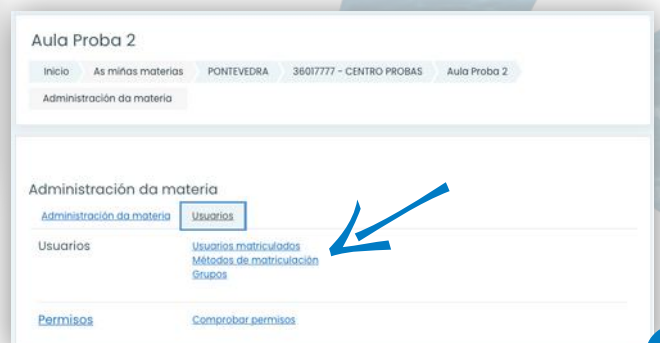 Aula Proba 2
Inicio As miñas materias PONTEVEDRA 36017777 - CENTRO PROBAS Aula Proba 2
Administración da materia
Administración da materia
Administración da materia Usuarios
Usuarios Usuarios matriculados
Métodos de matriculación
Grupos
Permisos Comprobar permisos